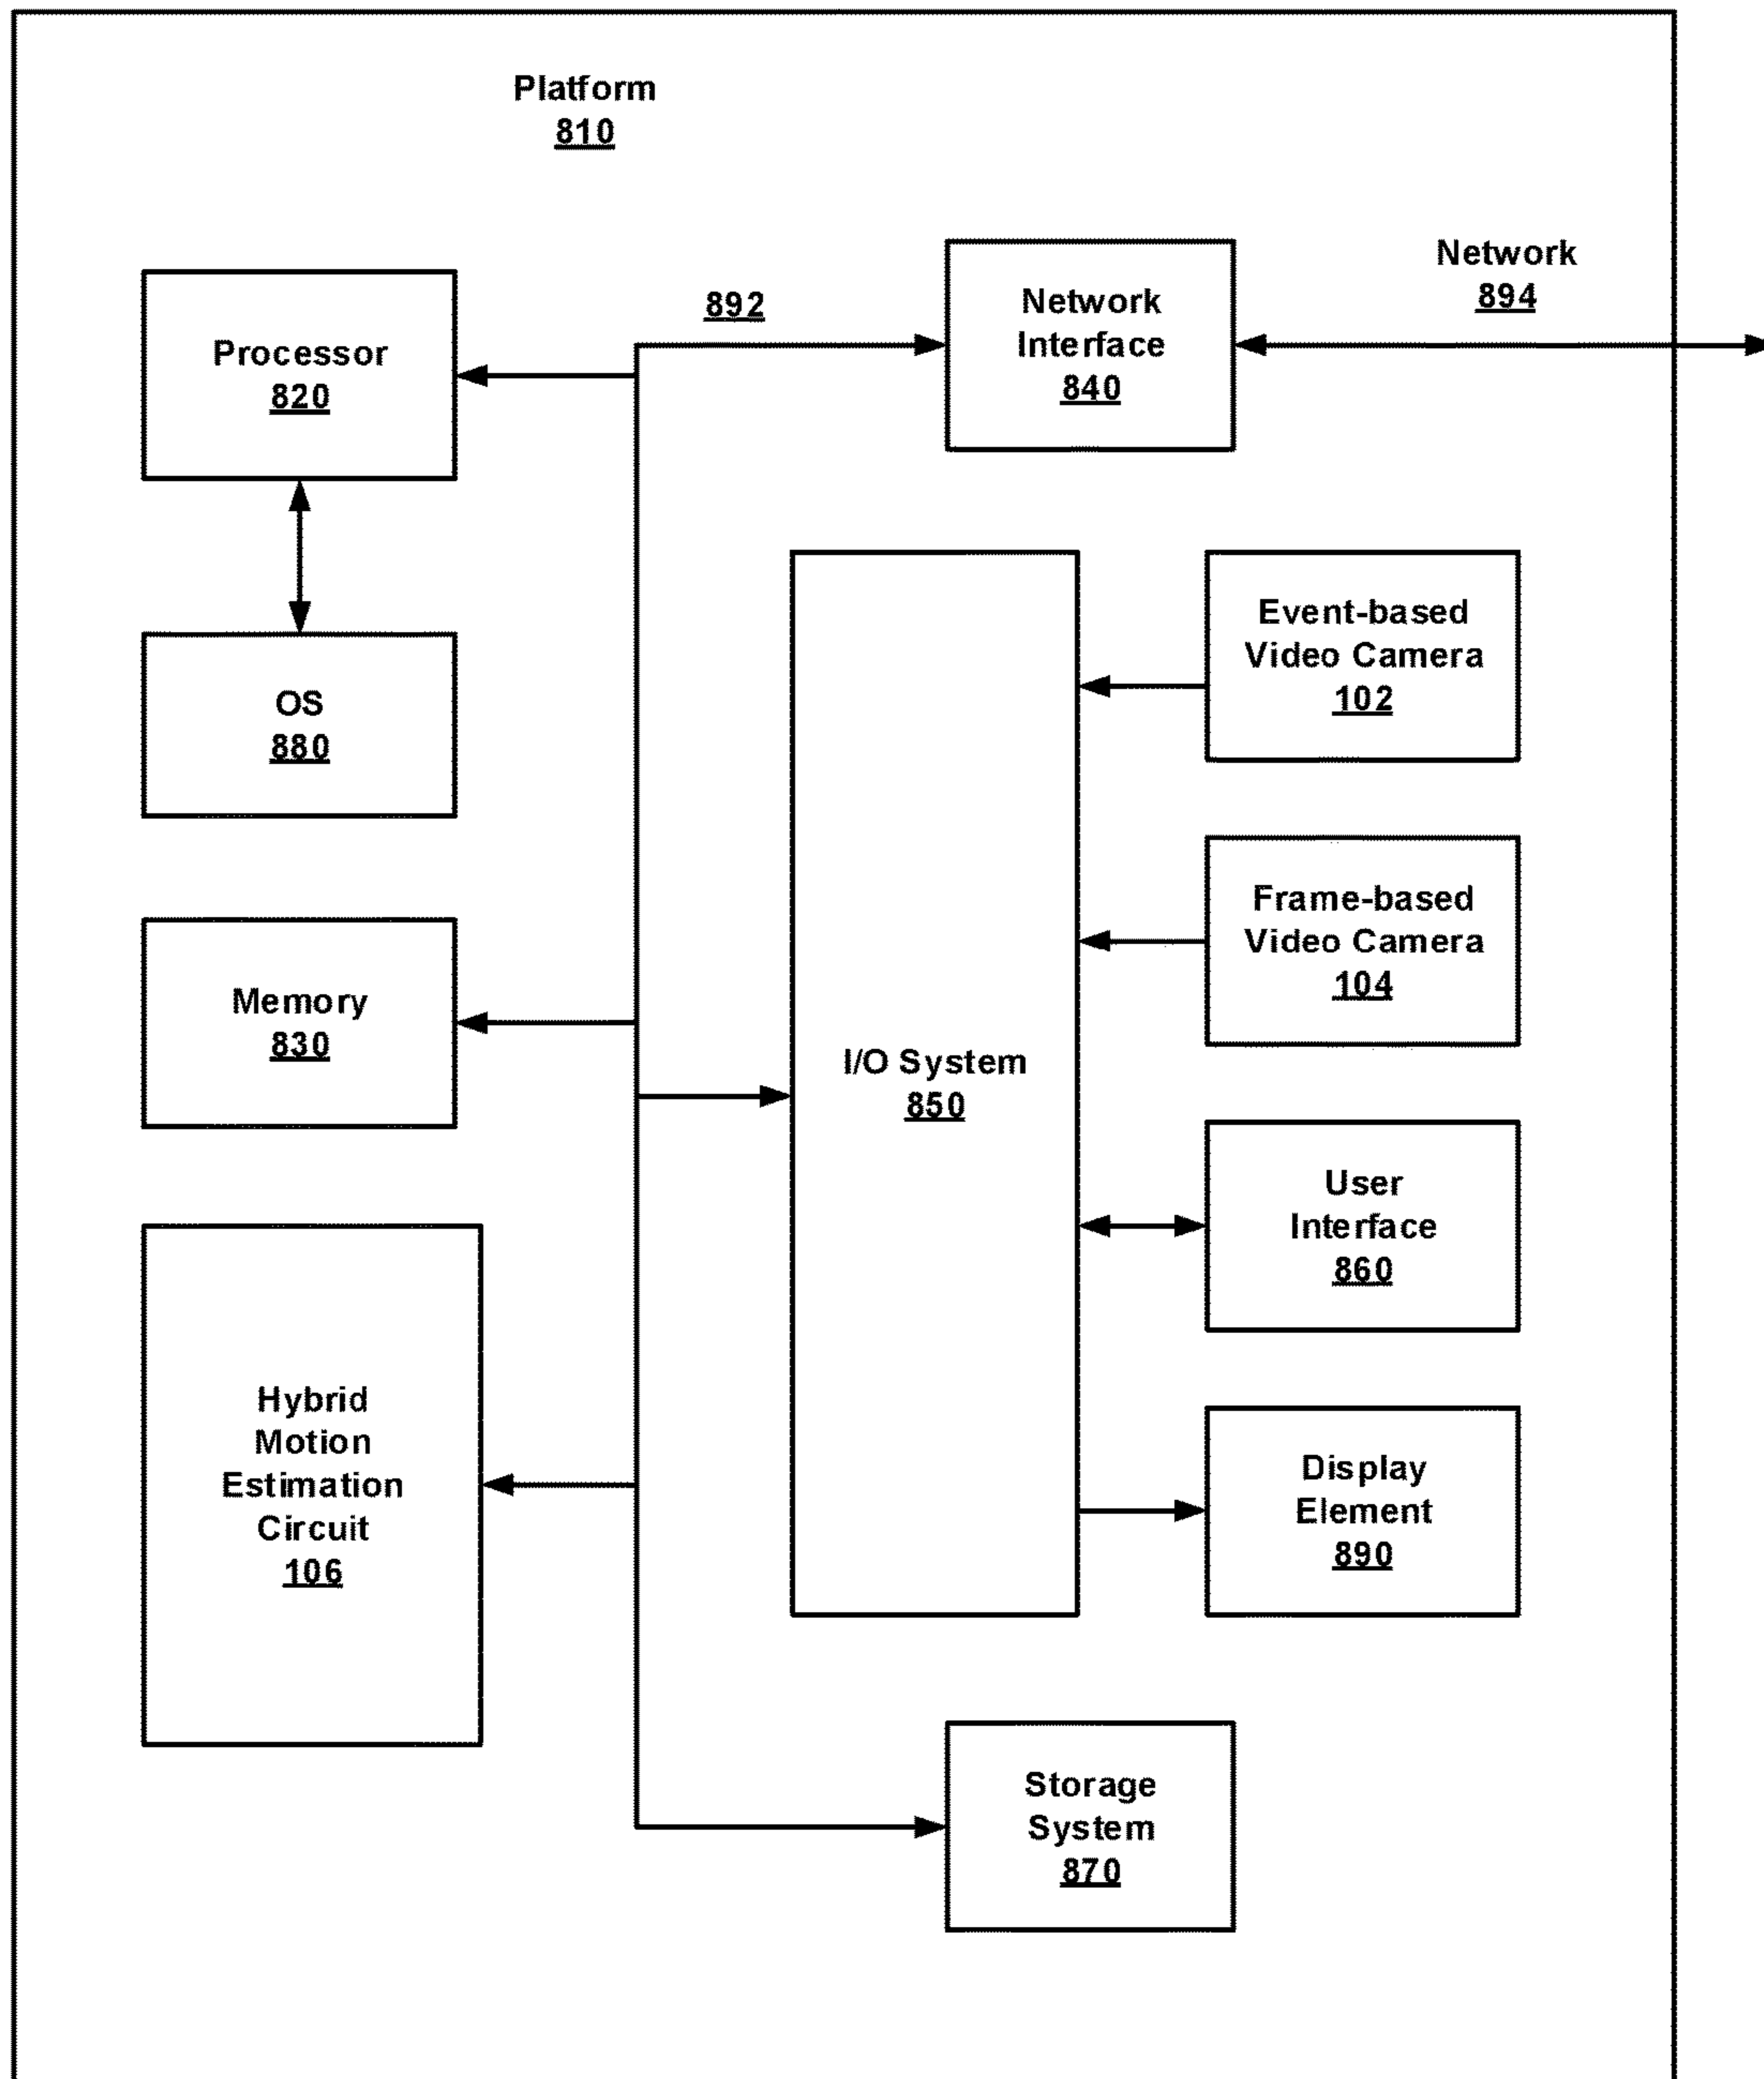 Platform
810
Processor
820
892
Network
Interface
840
Network
894
OS
880
Event-based
Video Camera
102
Frame-based
Video Camera
104
Memory
830
I/O System
850
User
Interface
860
Hybrid
Motion
Estimation
Circuit
106
Display
Element
890
Storage
System
870